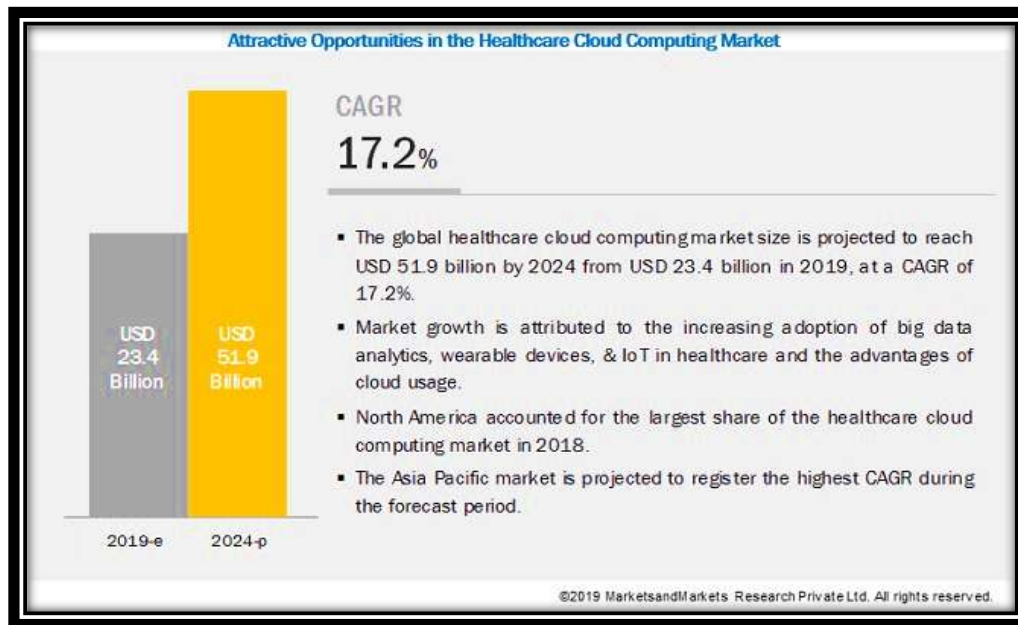 Attractive Opportunities in the Healthcare Cloud Computing Market
CAGR
17.2%
▪ The global healthcare cloud computing market size is projected to reach
USD 51.9 billion by 2024 from USD 23.4 billion in 2019, at a CAGR of
17.2%.
▪ Market growth is attributed to the increasing adoption of big data
analytics, wearable devices, & IoT in healthcare and the advantages of
cloud usage.
▪ North America accounted for the largest share of the healthcare cloud
computing market in 2018.
▪ The Asia Pacific market is projected to register the highest CAGR during
the forecast period.
USD
23.4
Billion
USD
51.9
Billion
2019-e
2024-p
©2019 MarketsandMarkets Research Private Ltd. All rights reserved.